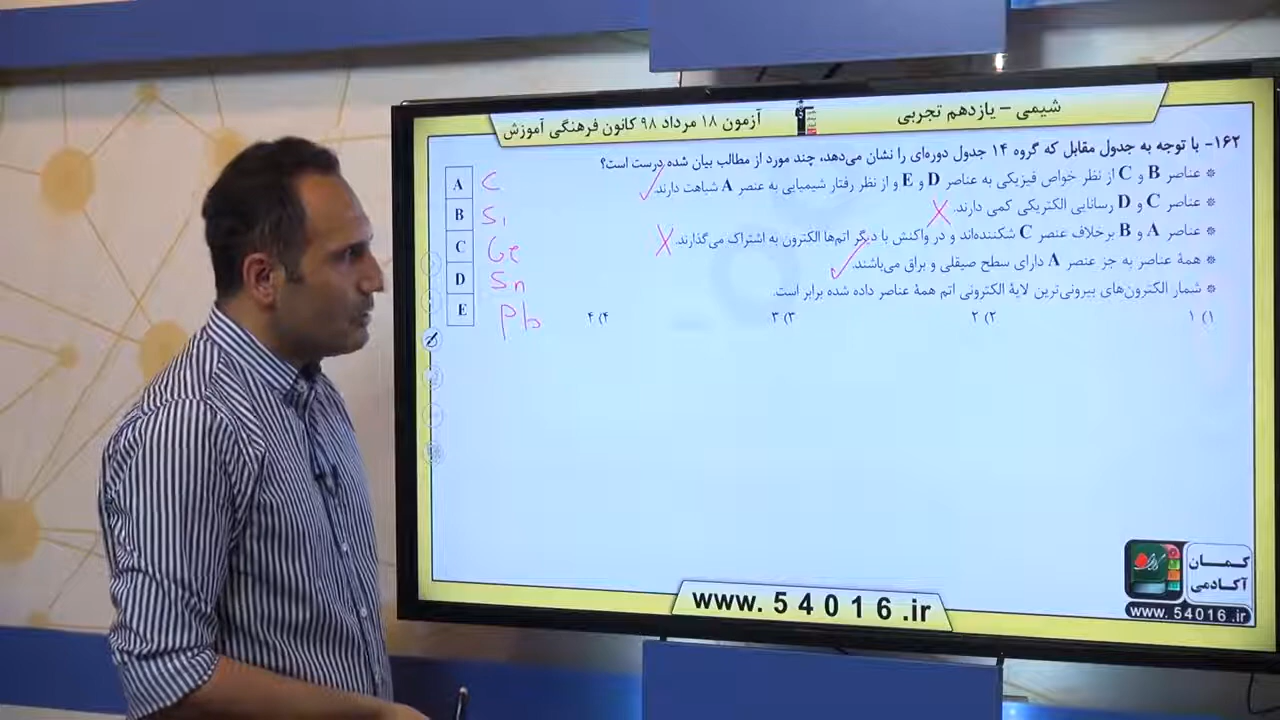 شیمی – یازدهم تجربی
آزمون ۱۸ مرداد ۹۸ کانون فرهنگی آموزش
۱۶۲- با توجه به جدول مقابل که گروه ۱۴ جدول دوره‌ای را نشان می‌دهد، چند مورد از مطالب بیان شده درست است؟
* عناصر B و C از نظر خواص فیزیکی به عناصر D و E و از نظر رفتار شیمیایی به عنصر A شباهت دارند.
* عناصر C و D رسانایی الکتریکی کمی دارند.
* عناصر A و B برخلاف عنصر C شکننده‌اند و در واکنش با دیگر اتم‌ها الکترون به اشتراک می‌گذارند.
* همهٔ عناصر به جز عنصر A دارای سطح صیقلی و براق می‌باشند.
* شمار الکترون‌های بیرونی‌ترین لایهٔ الکترونی اتم همهٔ عناصر داده شده برابر است.
۱) ۱ ۲) ۲ ۳) ۳ ۴) ۴
A C
B Si
C Ge
D Sn
E Pb
کمان
آکادمی
www. 54016 .ir
www. 54016 .ir